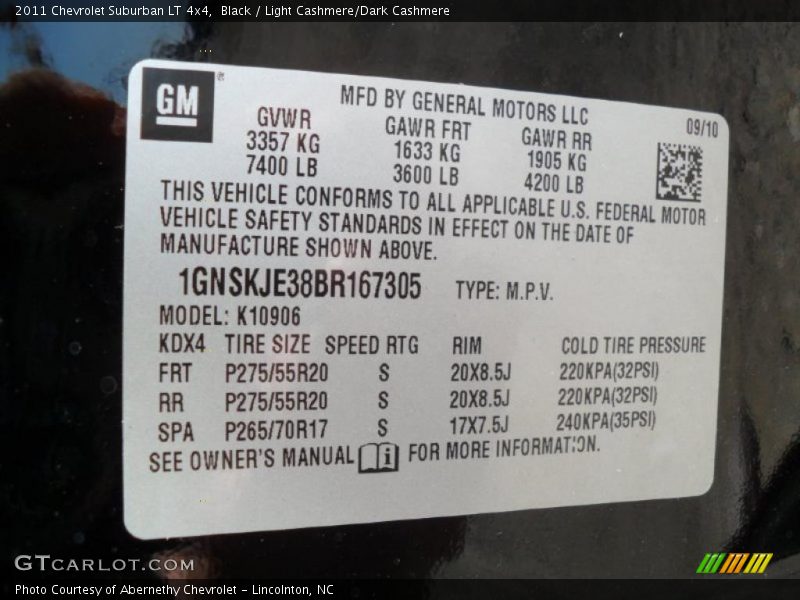 2011 Chevrolet Suburban LT 4x4, Black / Light Cashmere/Dark Cashmere
GM®
MFD BY GENERAL MOTORS LLC
09/10
GVWR GAWR FRT GAWR RR
3357 KG 1633 KG 1905 KG
7400 LB 3600 LB 4200 LB
THIS VEHICLE CONFORMS TO ALL APPLICABLE U.S. FEDERAL MOTOR
VEHICLE SAFETY STANDARDS IN EFFECT ON THE DATE OF
MANUFACTURE SHOWN ABOVE.
1GNSKJE38BR167305 TYPE: M.P.V.
MODEL: K10906
KDX4 TIRE SIZE SPEED RTG RIM COLD TIRE PRESSURE
FRT P275/55R20 S 20X8.5J 220KPA(32PSI)
RR P275/55R20 S 20X8.5J 220KPA(32PSI)
SPA P265/70R17 S 17X7.5J 240KPA(35PSI)
SEE OWNER'S MANUAL i FOR MORE INFORMATION.
GTCARLOT.COM
Photo Courtesy of Abernethy Chevrolet - Lincolnton, NC